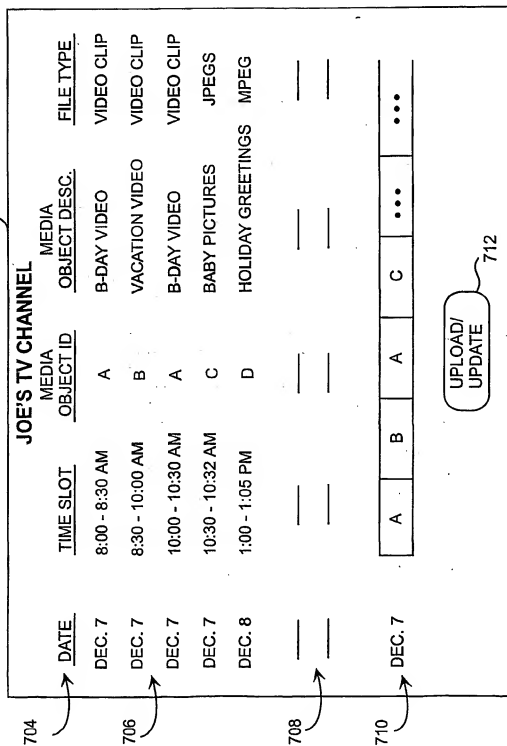 JOE'S TV CHANNEL
704
DATE TIME SLOT MEDIA OBJECT ID MEDIA OBJECT DESC. FILE TYPE
DEC. 7 8:00 - 8:30 AM A B-DAY VIDEO VIDEO CLIP
706
DEC. 7 8:30 - 10:00 AM B VACATION VIDEO VIDEO CLIP
DEC. 7 10:00 - 10:30 AM A B-DAY VIDEO VIDEO CLIP
DEC. 7 10:30 - 10:32 AM C BABY PICTURES JPEGS
DEC. 8 1:00 - 1:05 PM D HOLIDAY GREETINGS MPEG
708
710
DEC. 7 A B A C ... ...
UPLOAD/
UPDATE
712